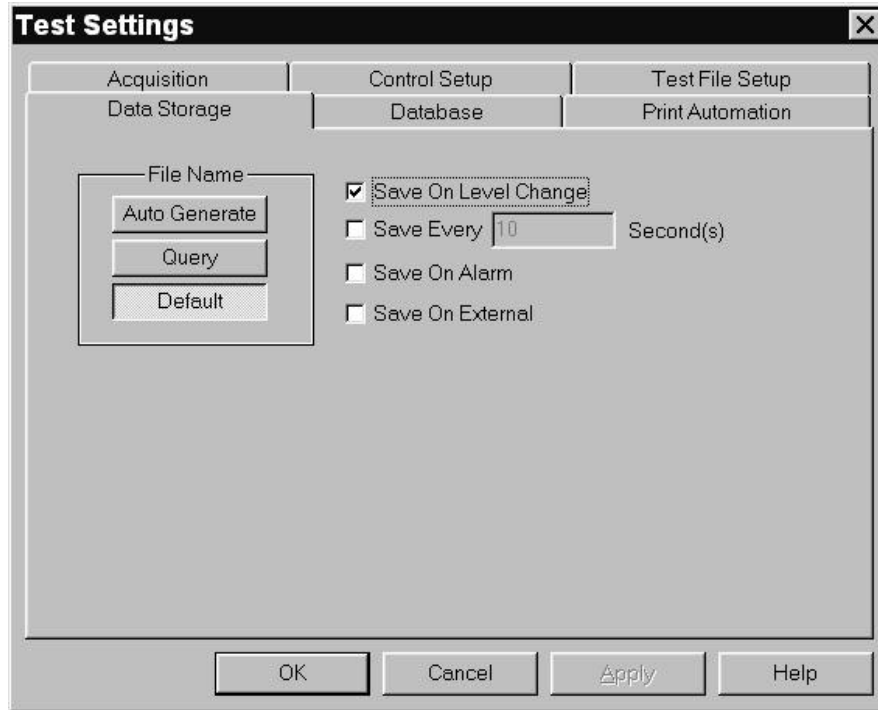 Test Settings
Acquisition
Control Setup
Test File Setup
Data Storage
Database
Print Automation
File Name
Auto Generate
Query
Default
Save On Level Change
Save Every 10 Second(s)
Save On Alarm
Save On External
OK
Cancel
Apply
Help